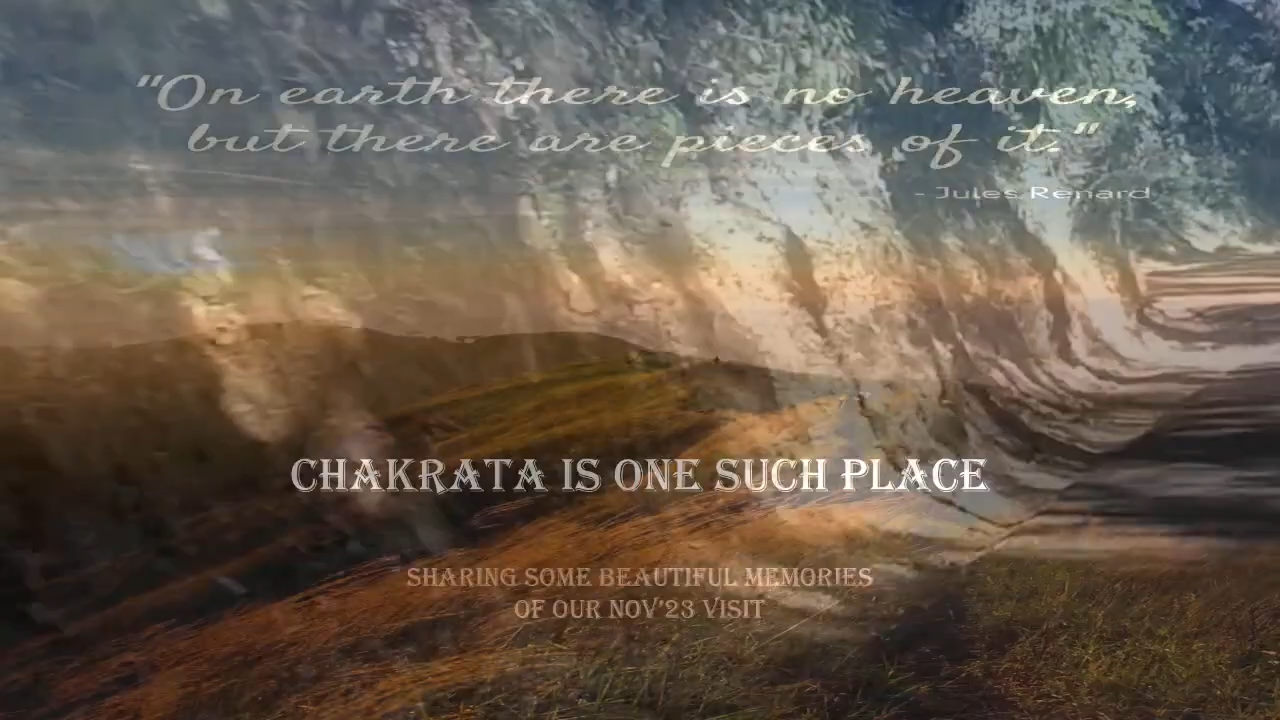 "On earth there is no heaven,
but there are pieces of it."
- Jules Renard
CHAKRATA IS ONE SUCH PLACE
SHARING SOME BEAUTIFUL MEMORIES
OF OUR NOV'23 VISIT